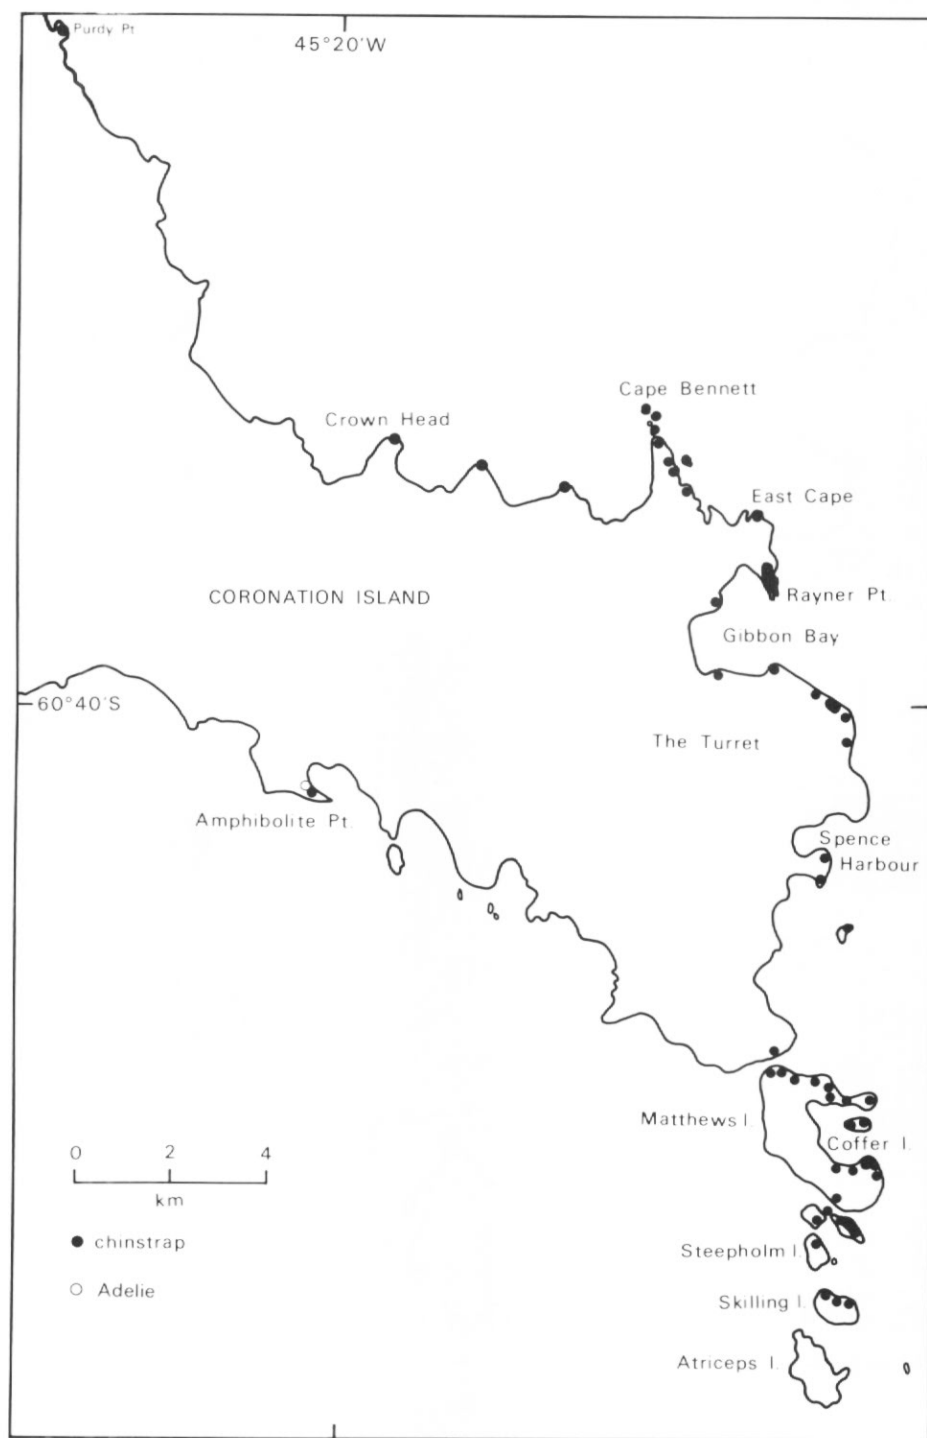 Purdy Pt
45°20'W
Cape Bennett
Crown Head
East Cape
CORONATION ISLAND
Rayner Pt.
Gibbon Bay
60°40'S
The Turret
Amphibolite Pt.
Spence
Harbour
Matthews I.
Coffer I.
0 2 4
km
chinstrap
Steepholm I.
Adelie
Skilling I.
Atriceps I.